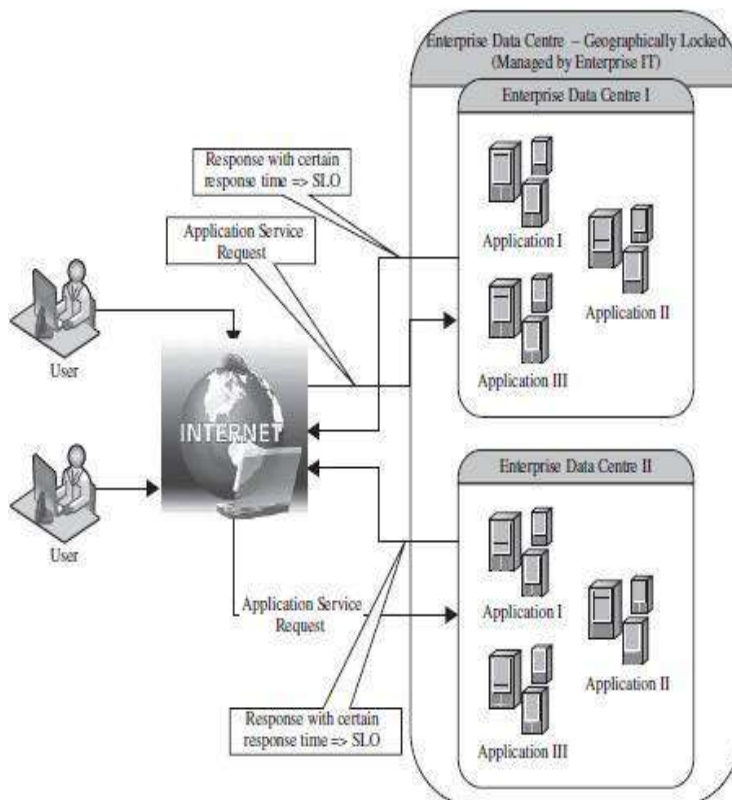 Enterprise Data Centre – Geographically Locked
(Managed by Enterprise IT)
Enterprise Data Centre I
Response with certain
response time => SLO
Application Service
Request
Application I
Application II
Application III
User
INTERNET
User
Enterprise Data Centre II
Application I
Application II
Application III
Application Service
Request
Response with certain
response time => SLO